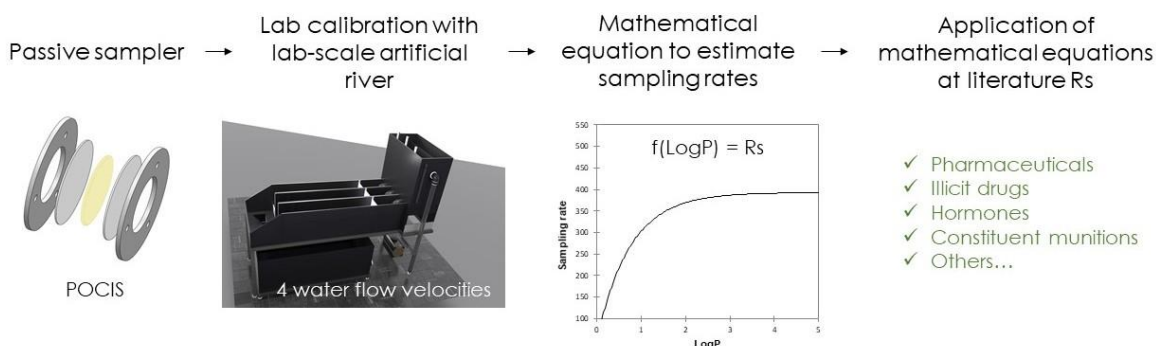 Passive sampler
Lab calibration with
lab-scale artificial
river
Mathematical
equation to estimate
sampling rates
Application of
mathematical equations
at literature Rs
POCIS
4 water flow velocities
f(LogP) = Rs
Sampling rate
550
500
450
400
350
300
250
200
150
100
0
1
2
3
4
5
LogP
✓ Pharmaceuticals
✓ Illicit drugs
✓ Hormones
✓ Constituent munitions
✓ Others…